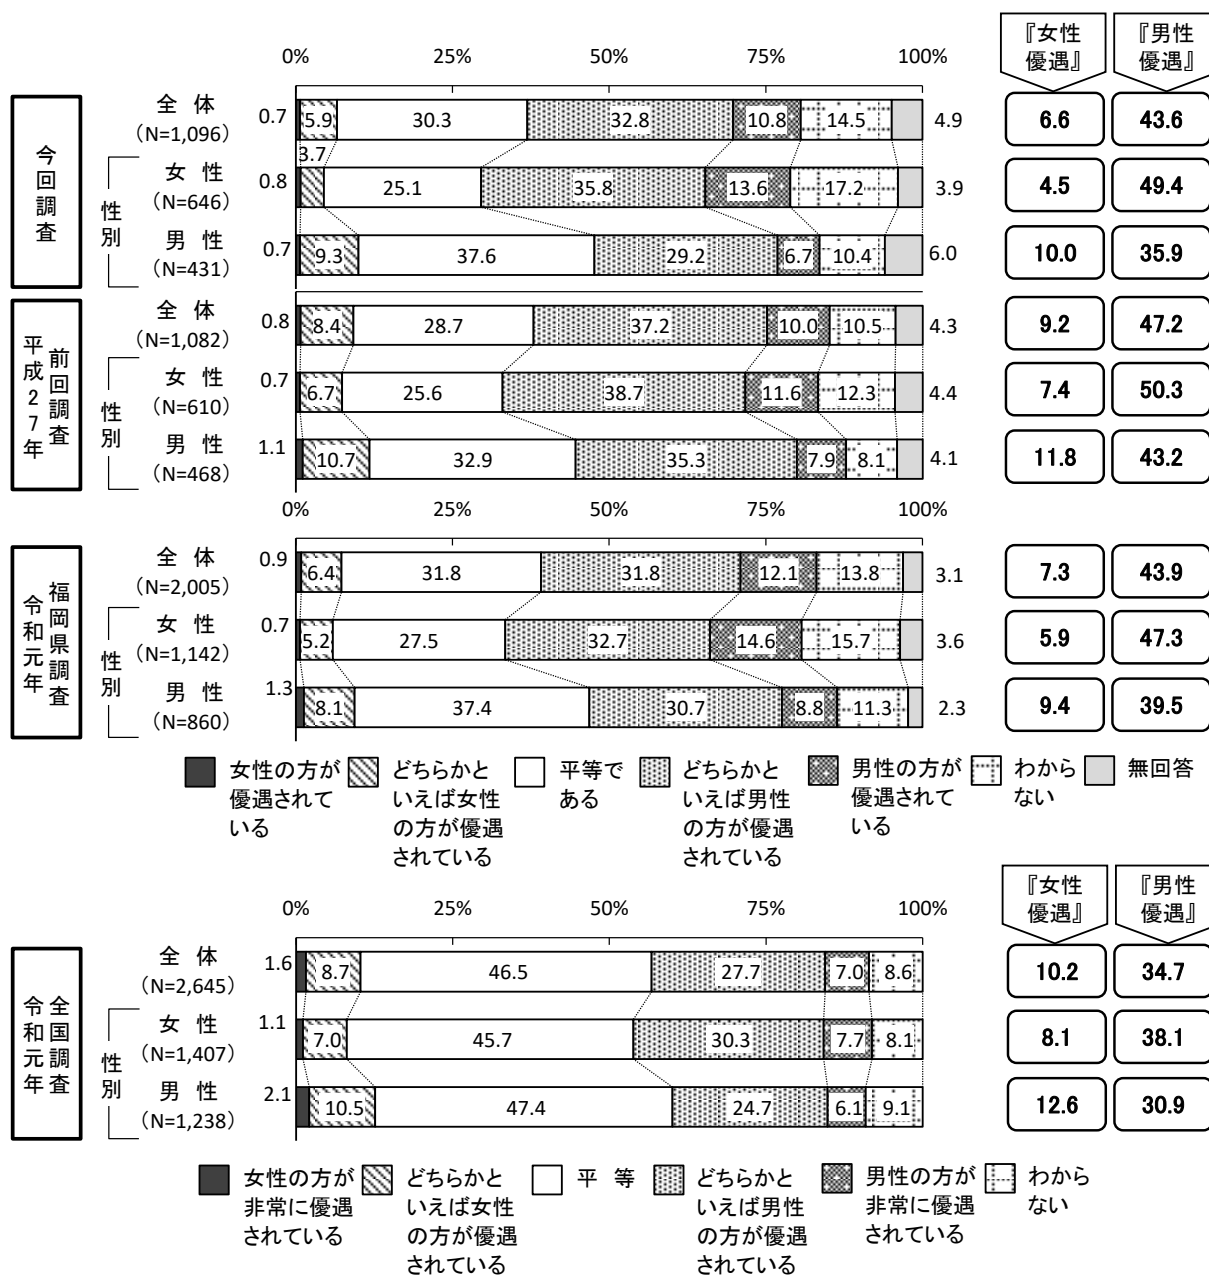 『女性
優遇』
『男性
優遇』
0% 25% 50% 75% 100%
今回調査
全 体
(N=1,096)
0.7 5.9 30.3 32.8 10.8 14.5 4.9 6.6 43.6
性別
女 性
(N=646)
0.8 3.7 25.1 35.8 13.6 17.2 3.9 4.5 49.4
男 性
(N=431)
0.7 9.3 37.6 29.2 6.7 10.4 6.0 10.0 35.9
前回調査
平成27年
全 体
(N=1,082)
0.8 8.4 28.7 37.2 10.0 10.5 4.3 9.2 47.2
性別
女 性
(N=610)
0.7 6.7 25.6 38.7 11.6 12.3 4.4 7.4 50.3
男 性
(N=468)
1.1 10.7 32.9 35.3 7.9 8.1 4.1 11.8 43.2
0% 25% 50% 75% 100%
福岡県調査
令和元年
全 体
(N=2,005)
0.9 6.4 31.8 31.8 12.1 13.8 3.1 7.3 43.9
性別
女 性
(N=1,142)
0.7 5.2 27.5 32.7 14.6 15.7 3.6 5.9 47.3
男 性
(N=860)
1.3 8.1 37.4 30.7 8.8 11.3 2.3 9.4 39.5
女性の方が
優遇されて
いる
どちらかと
いえば女性
の方が優遇
されている
平等で
ある
どちらかと
いえば男性
の方が優遇
されている
男性の方が
優遇されて
いる
わから
ない
無回答
『女性
優遇』
『男性
優遇』
0% 25% 50% 75% 100%
全国調査
令和元年
全 体
(N=2,645)
1.6 8.7 46.5 27.7 7.0 8.6 10.2 34.7
性別
女 性
(N=1,407)
1.1 7.0 45.7 30.3 7.7 8.1 8.1 38.1
男 性
(N=1,238)
2.1 10.5 47.4 24.7 6.1 9.1 12.6 30.9
女性の方が
非常に優遇
されている
どちらかと
いえば女性
の方が優遇
されている
平 等
どちらかと
いえば男性
の方が優遇
されている
男性の方が
非常に優遇
されている
わから
ない